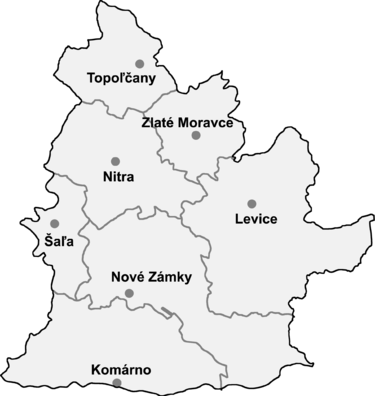 Topoľčany
Zlaté Moravce
Nitra
Levice
Šaľa
Nové Zámky
Komárno